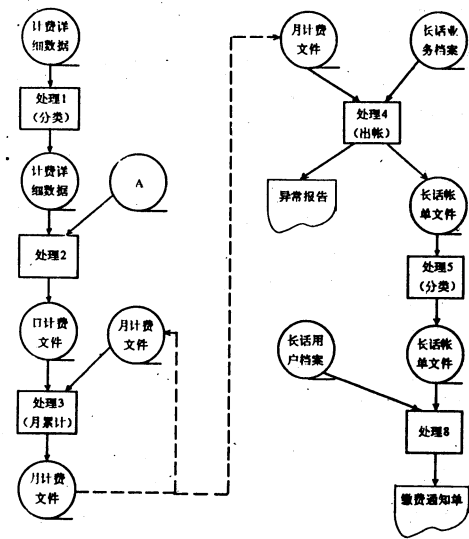 计费详
细数据
处理1
(分类)
计费详
细数据
A
处理2
口计费
文件
月计费
文件
处理3
(月累计)
月计费
文件
月计费
文件
长话业
务档案
处理4
(出帐)
异常报告
长话帐
单文件
处理5
(分类)
长话用
户档案
长话帐
单文件
处理8
缴费通知单